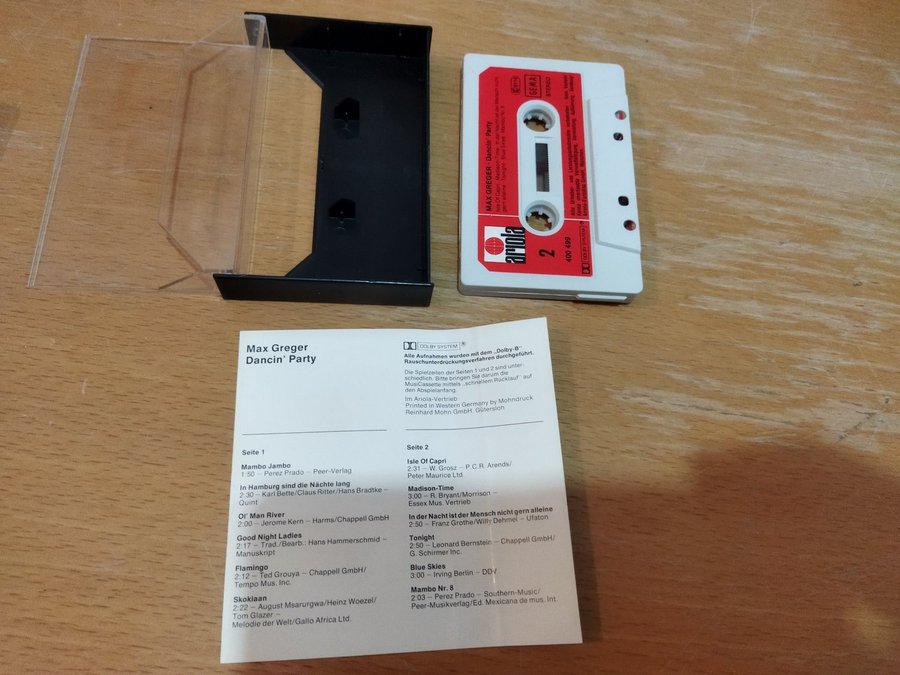 MAX GREGER · Dancin' Party
GEMA
STEREO
ariola
2
400 499
Max Greger
Dancin' Party
DOLBY SYSTEM ®
Alle Aufnahmen wurden mit dem „Dolby-B"
Rauschunterdrückungsverfahren durchgeführt.
Die Spielzeiten der Seiten 1 und 2 sind unter-
schiedlich. Bitte bringen Sie darum die
MusiCassette mittels „schnellem Rücklauf" auf
den Abspielanfang.
Im Ariola-Vertrieb
Printed in Western Germany by Mohndruck
Reinhard Mohn GmbH, Gütersloh
Seite 1
Mambo Jambo
1:50 – Perez Prado – Peer-Verlag
In Hamburg sind die Nächte lang
2:30 – Karl Bette/Claus Ritter/Hans Bradtke –
Quint
Ol' Man River
2:00 – Jerome Kern – Harms/Chappell GmbH
Good Night Ladies
2:17 – Trad./Bearb.: Hans Hammerschmid –
Manuskript
Flamingo
2:12 – Ted Grouya – Chappell GmbH/
Tempo Mus. Inc.
Skokiaan
2:22 – August Msarurgwa/Heinz Woezel/
Tom Glazer –
Melodie der Welt/Gallo Africa Ltd.
Seite 2
Isle Of Capri
2:31 – W. Grosz – P.C.R. Arends/
Peter Maurice Ltd.
Madison-Time
3:00 – R. Bryant/Morrison –
Essex Mus. Vertrieb
In der Nacht ist der Mensch nicht gern alleine
2:50 – Franz Grothe/Willy Dehmel – Ufaton
Tonight
2:50 – Leonard Bernstein – Chappell GmbH/
G. Schirmer Inc.
Blue Skies
3:00 – Irving Berlin – DDV
Mambo Nr. 8
2:03 – Perez Prado – Southern-Music/
Peer-Musikverlag/Ed. Mexicana de mus. Int.